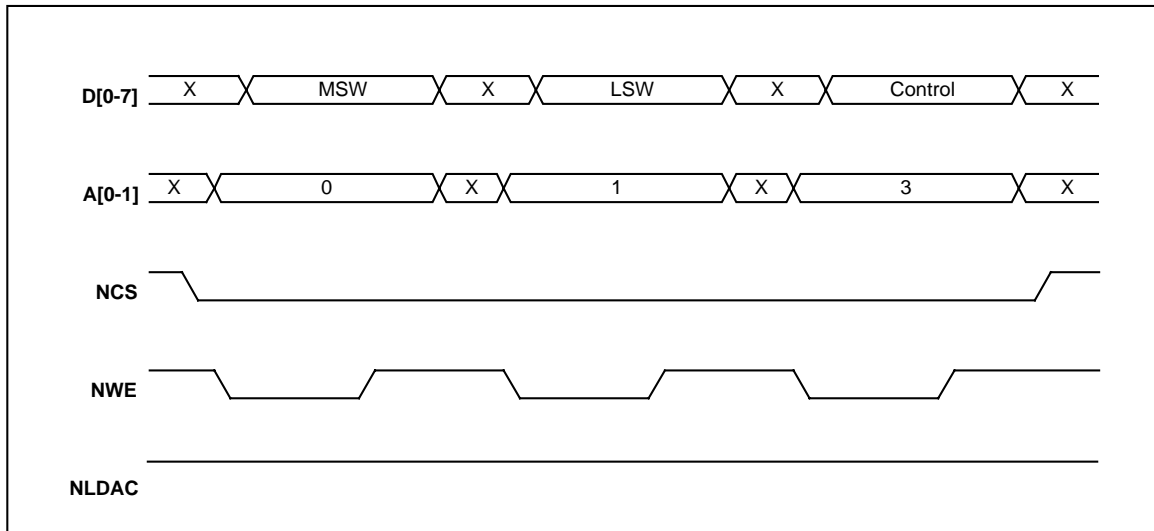 D[0-7] X MSW X LSW X Control X
A[0-1] X 0 X 1 X 3 X
NCS
NWE
NLDAC